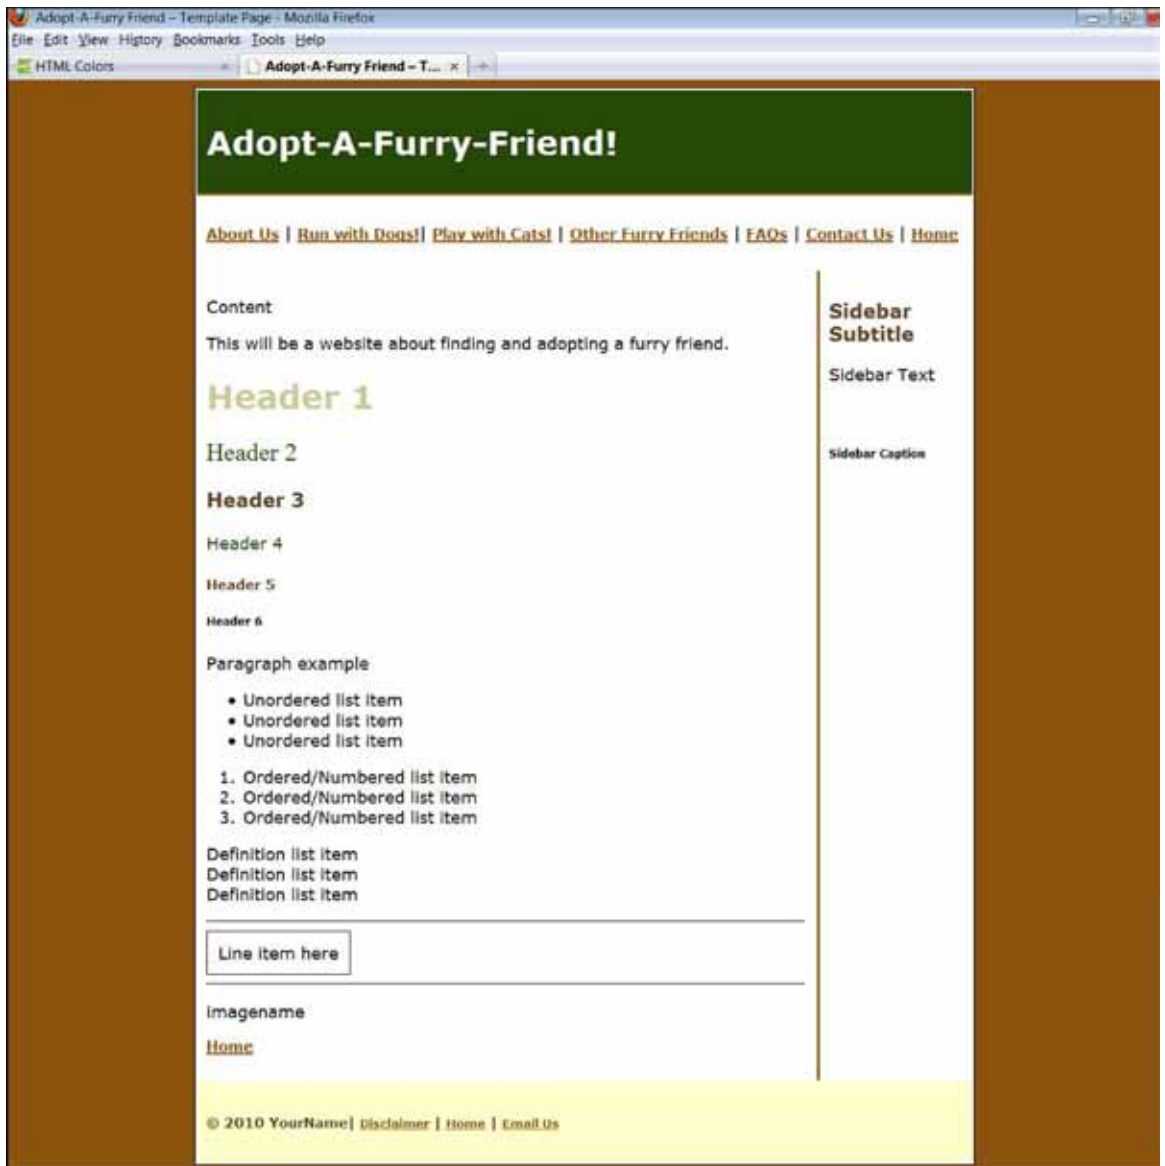 Adopt-A-Furry Friend – Template Page - Mozilla Firefox
File Edit View History Bookmarks Tools Help
HTML Colors
Adopt-A-Furry Friend – T...
Adopt-A-Furry-Friend!
About Us | Run with Dogs!| Play with Cats! | Other Furry Friends | FAQs | Contact Us | Home
Content
This will be a website about finding and adopting a furry friend.
Header 1
Header 2
Header 3
Header 4
Header 5
Header 6
Paragraph example
• Unordered list item
• Unordered list item
• Unordered list item
1. Ordered/Numbered list item
2. Ordered/Numbered list item
3. Ordered/Numbered list item
Definition list item
Definition list item
Definition list item
Line item here
imagename
Home
Sidebar
Subtitle
Sidebar Text
Sidebar Caption
© 2010 YourName| Disclaimer | Home | Email Us